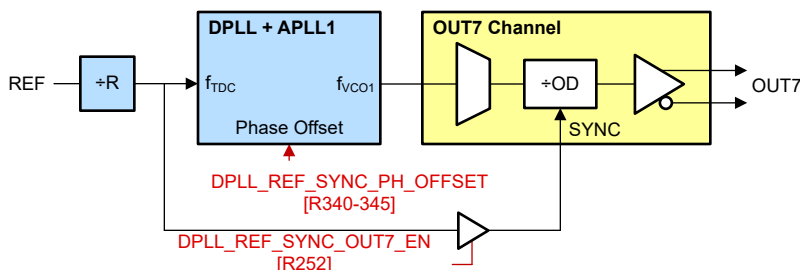 DPLL + APLL1
OUT7 Channel
REF
÷R
fTDC
fVCO1
÷OD
OUT7
Phase Offset
SYNC
DPLL_REF_SYNC_PH_OFFSET
[R340-345]
DPLL_REF_SYNC_OUT7_EN
[R252]